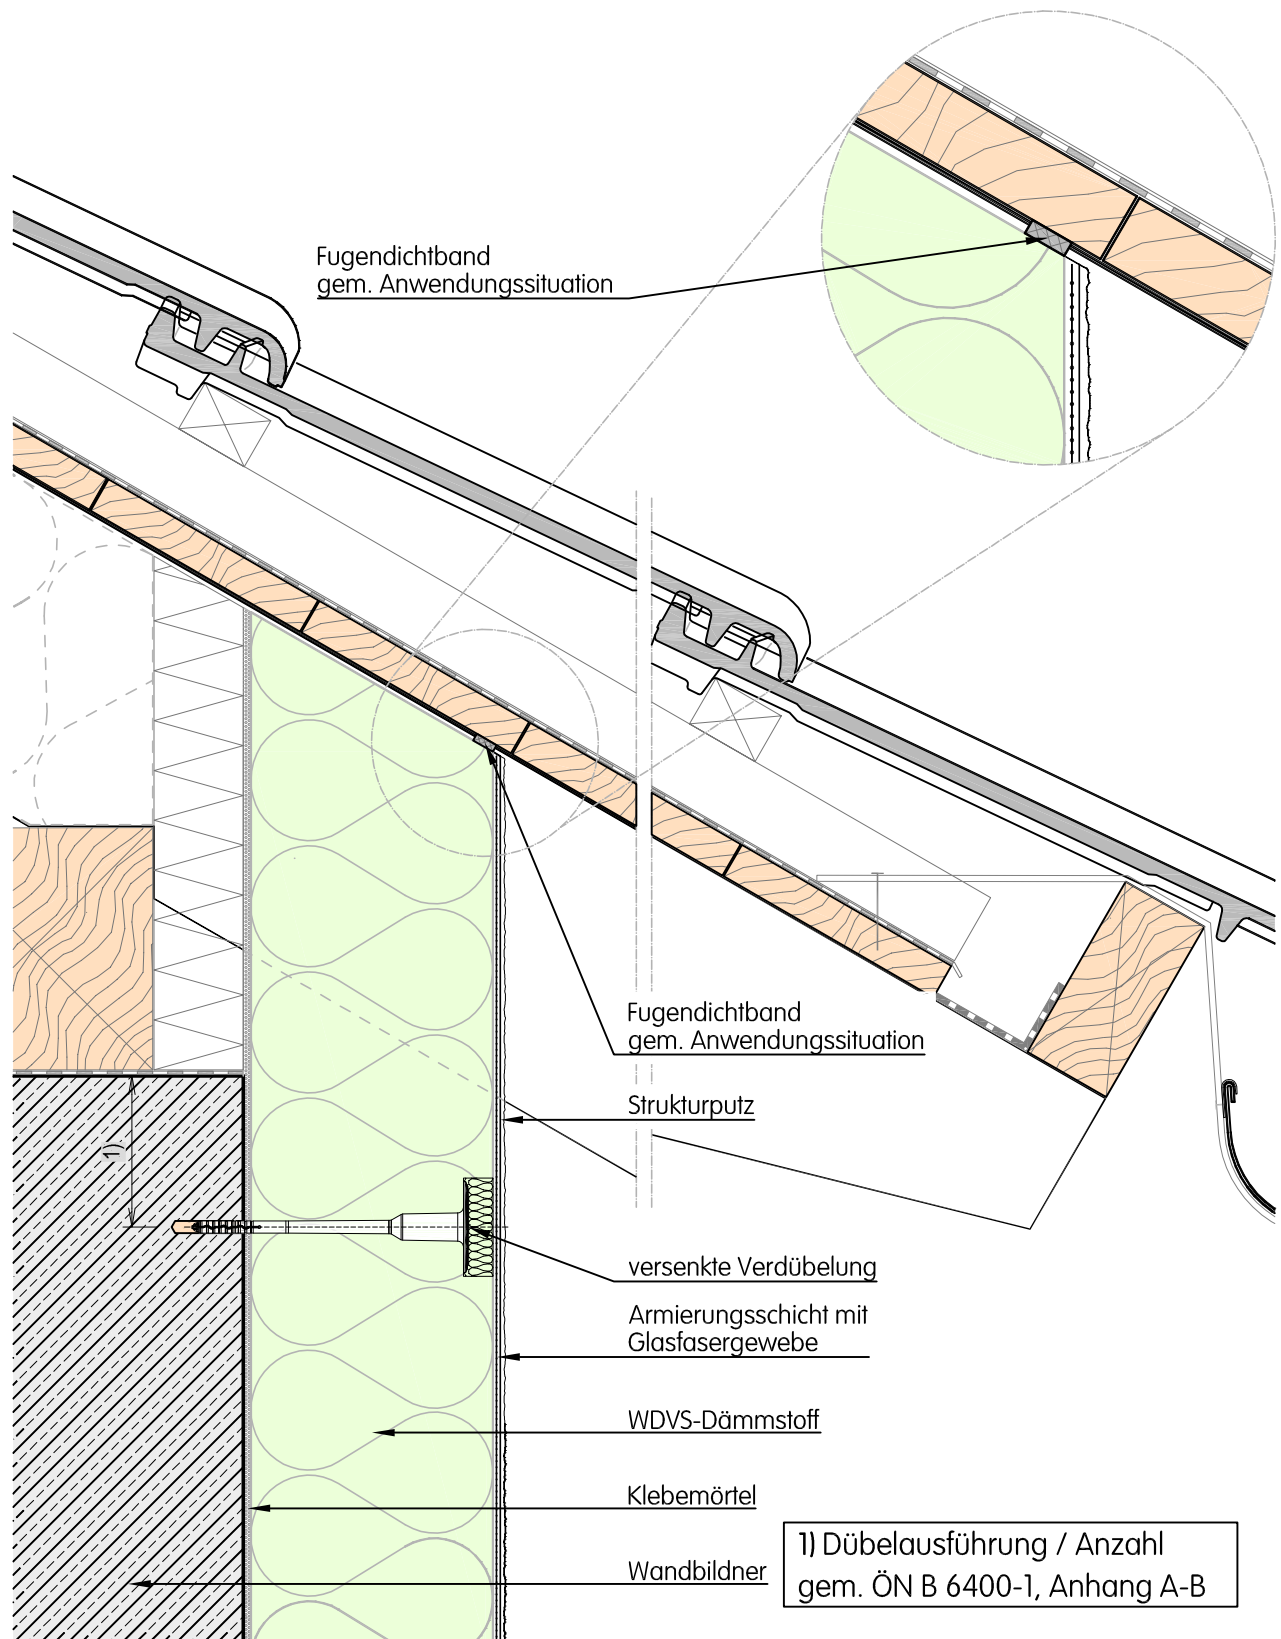 Fugendichtband
gem. Anwendungssituation
Fugendichtband
gem. Anwendungssituation
Strukturputz
1)
versenkte Verdübelung
Armierungsschicht mit
Glasfasergewebe
WDVS-Dämmstoff
Klebemörtel
Wandbildner
1) Dübelausführung / Anzahl
gem. ÖN B 6400-1, Anhang A-B